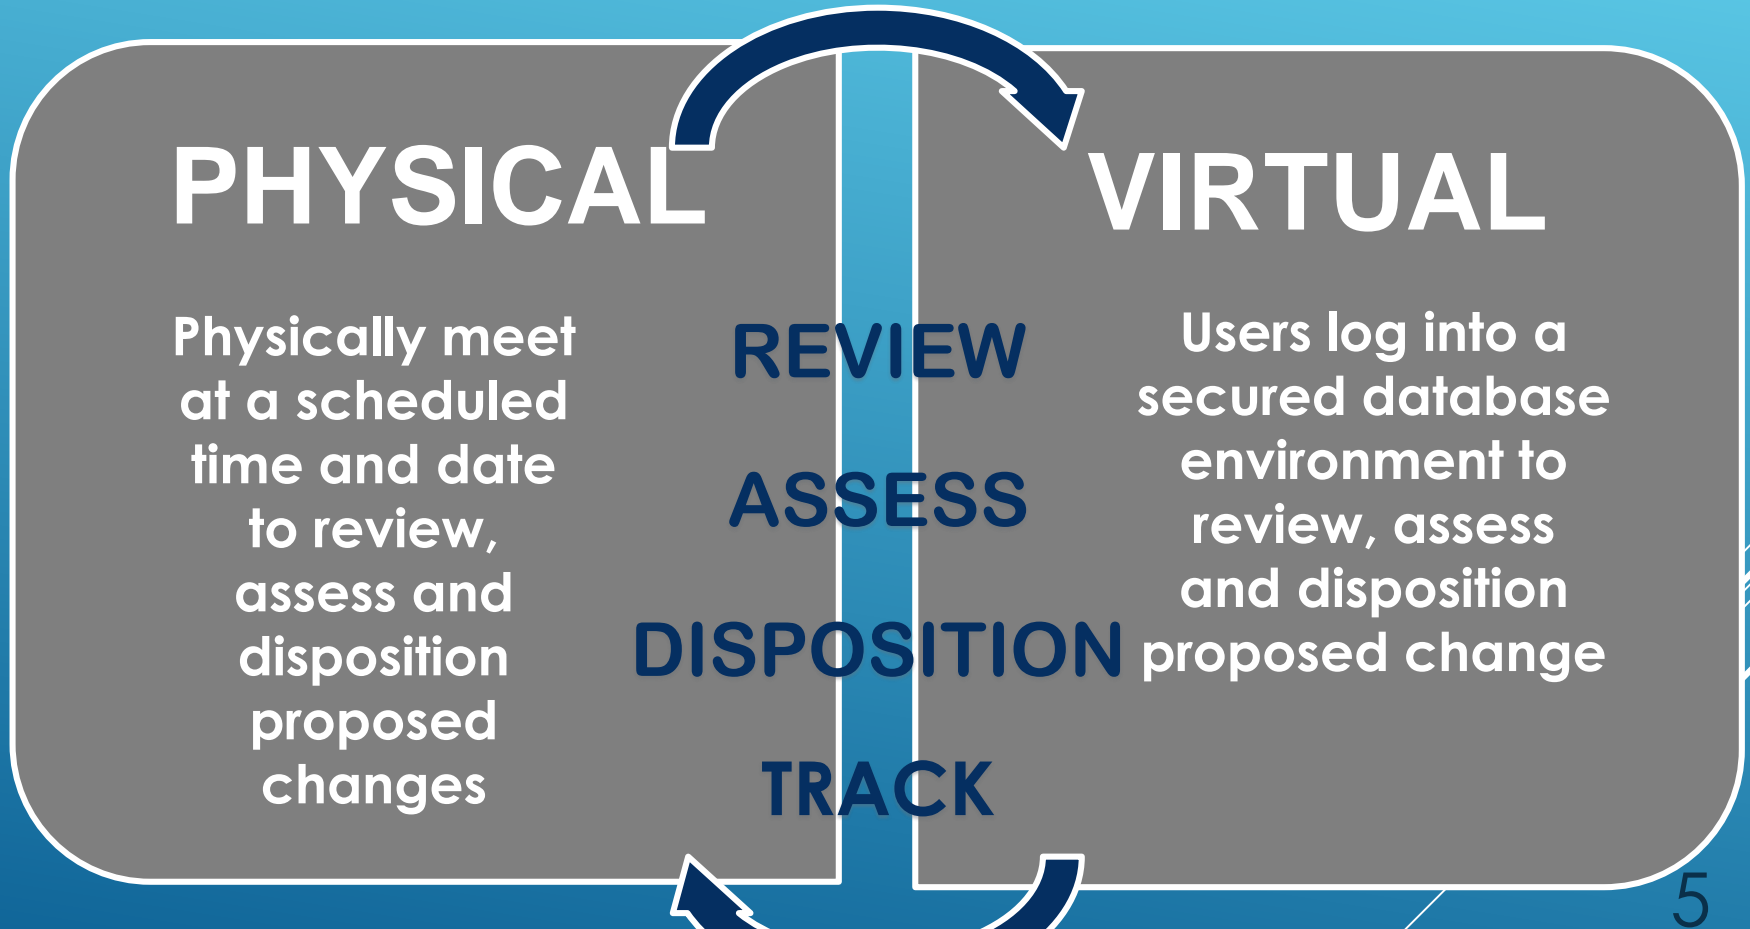 PHYSICAL
Physically meet
at a scheduled
time and date
to review,
assess and
disposition
proposed
changes
REVIEW
ASSESS
DISPOSITION
TRACK
VIRTUAL
Users log into a
secured database
environment to
review, assess
and disposition
proposed change
5